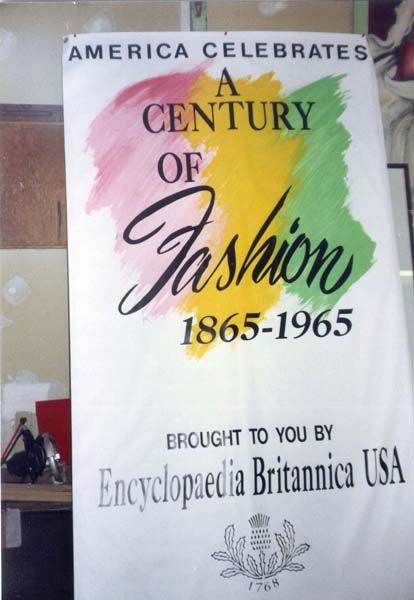 AMERICA CELEBRATES
A
CENTURY
OF
Fashion
1865-1965
BROUGHT TO YOU BY
Encyclopaedia Britannica USA
1768